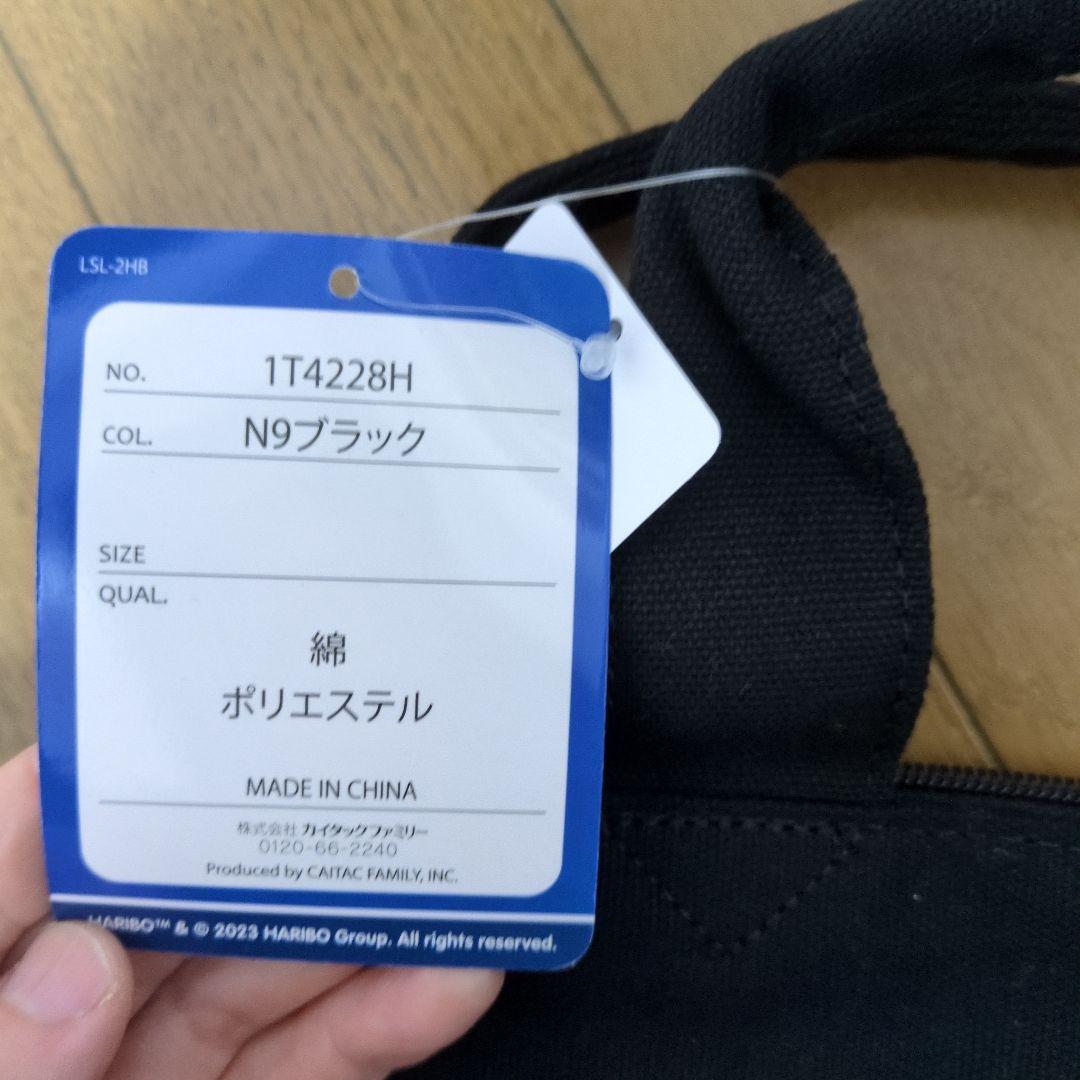 LSL-2HB
NO. 1T4228H
COL. N9ブラック
SIZE
QUAL.
綿
ポリエステル
MADE IN CHINA
株式会社 カイタックファミリー
0120-66-2240
Produced by CAITAC FAMILY, INC.
HARIBO™ & © 2023 HARIBO Group. All rights reserved.